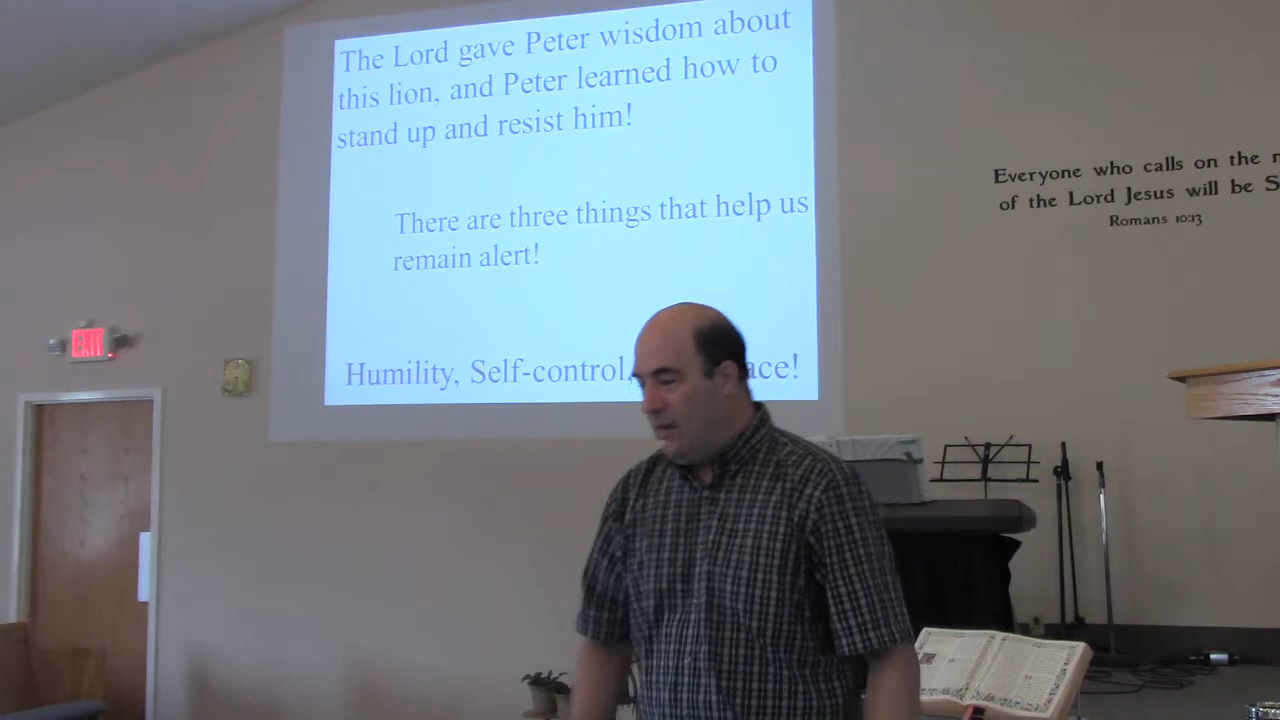 The Lord gave Peter wisdom about
this lion, and Peter learned how to
stand up and resist him!
There are three things that help us
remain alert!
Humility, Self-control, ace!
Everyone who calls on the
of the Lord Jesus will be S
Romans 10:13
EXIT